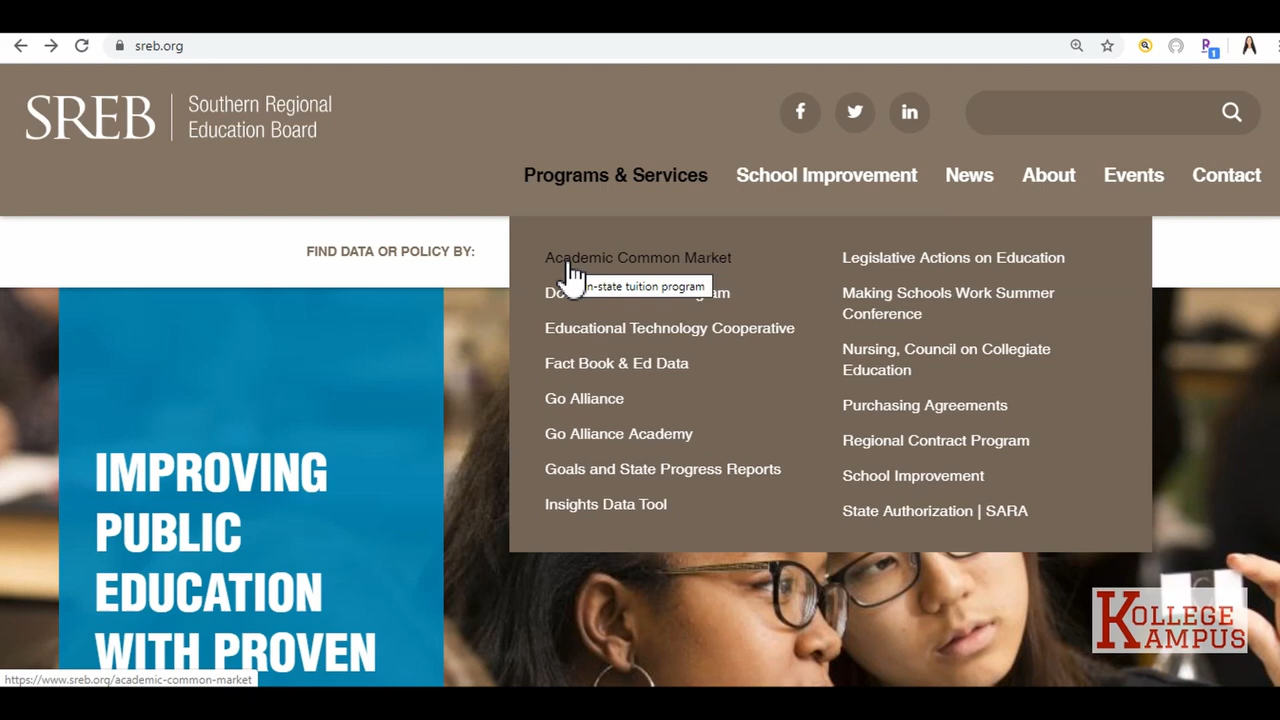 sreb.org
1
SREB
Southern Regional
Education Board
Programs & Services
School Improvement
News
About
Events
Contact
FIND DATA OR POLICY BY:
Academic Common Market
n-state tuition program
Educational Technology Cooperative
Fact Book & Ed Data
Go Alliance
Go Alliance Academy
Goals and State Progress Reports
Insights Data Tool
Legislative Actions on Education
Making Schools Work Summer
Conference
Nursing, Council on Collegiate
Education
Purchasing Agreements
Regional Contract Program
School Improvement
State Authorization | SARA
IMPROVING
PUBLIC
EDUCATION
WITH PROVEN
KOLLEGE
KAMPUS
https://www.sreb.org/academic-common-market